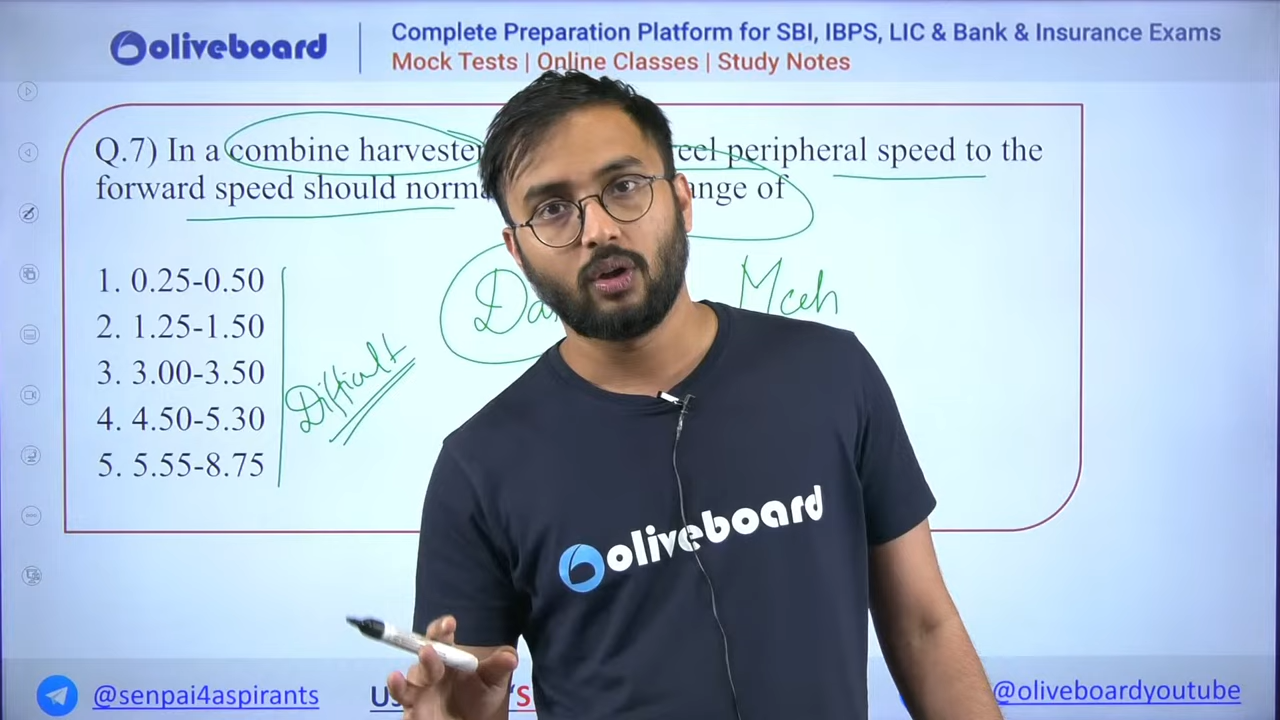 oliveboard
Complete Preparation Platform for SBI, IBPS, LIC & Bank & Insurance Exams
Mock Tests | Online Classes | Study Notes
Q.7) In a combine harveste eel peripheral speed to the
forward speed should norma ange of
1. 0.25-0.50
2. 1.25-1.50
3. 3.00-3.50
4. 4.50-5.30
5. 5.55-8.75
Difficult
Da
oliveboard
@senpai4aspirants
@oliveboardyoutube